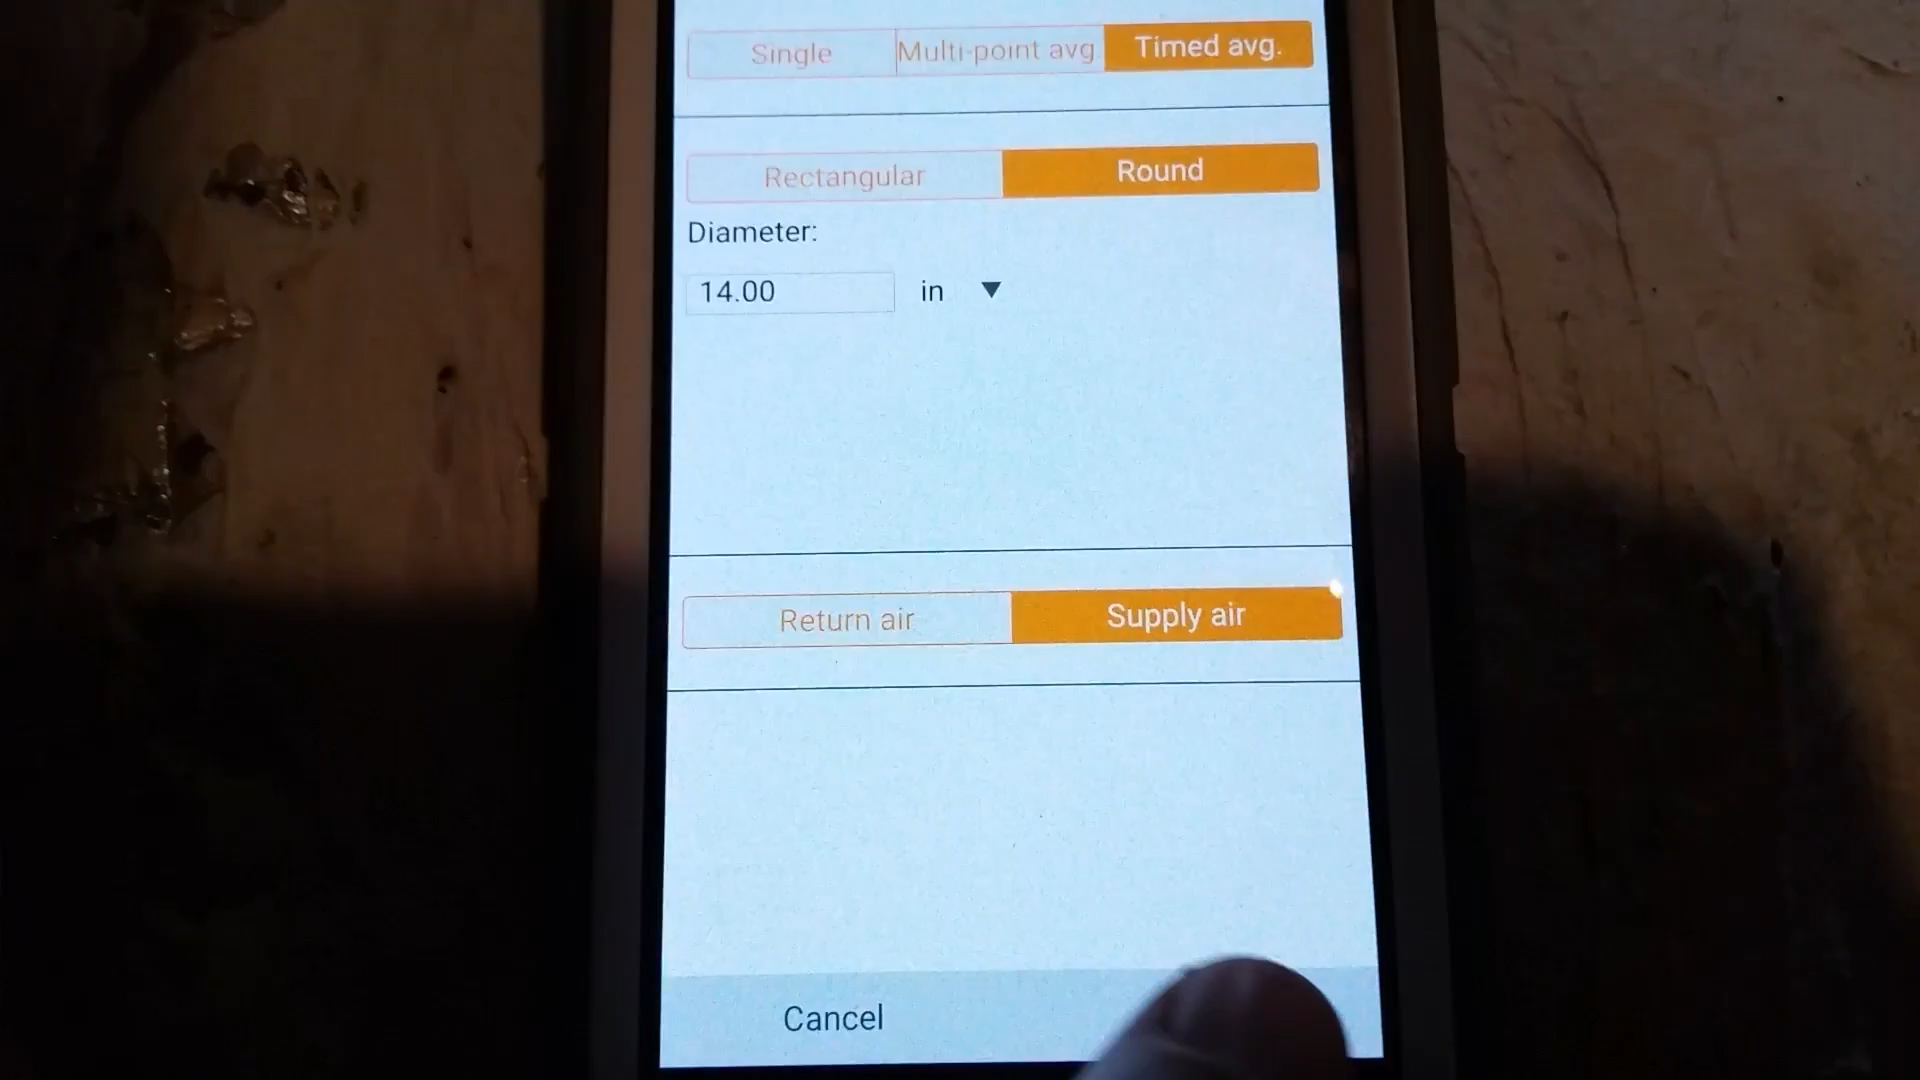 Single Multi-point avg Timed avg.
Rectangular Round
Diameter:
14.00 in
Return air Supply air
Cancel